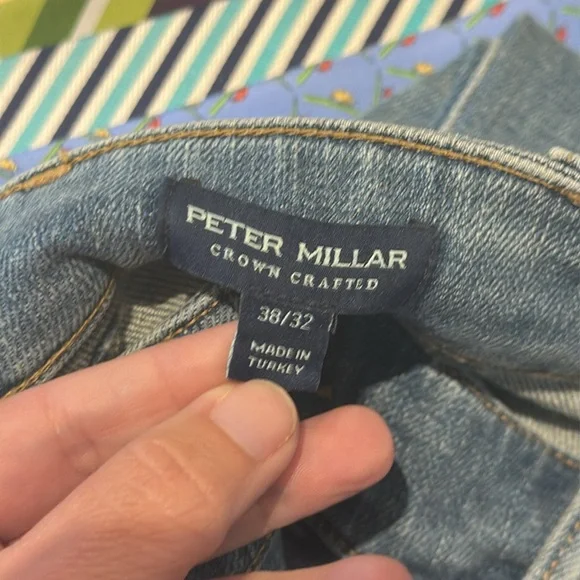 PETER MILLAR
CROWN CRAFTED
38/32
MADE IN
TURKEY